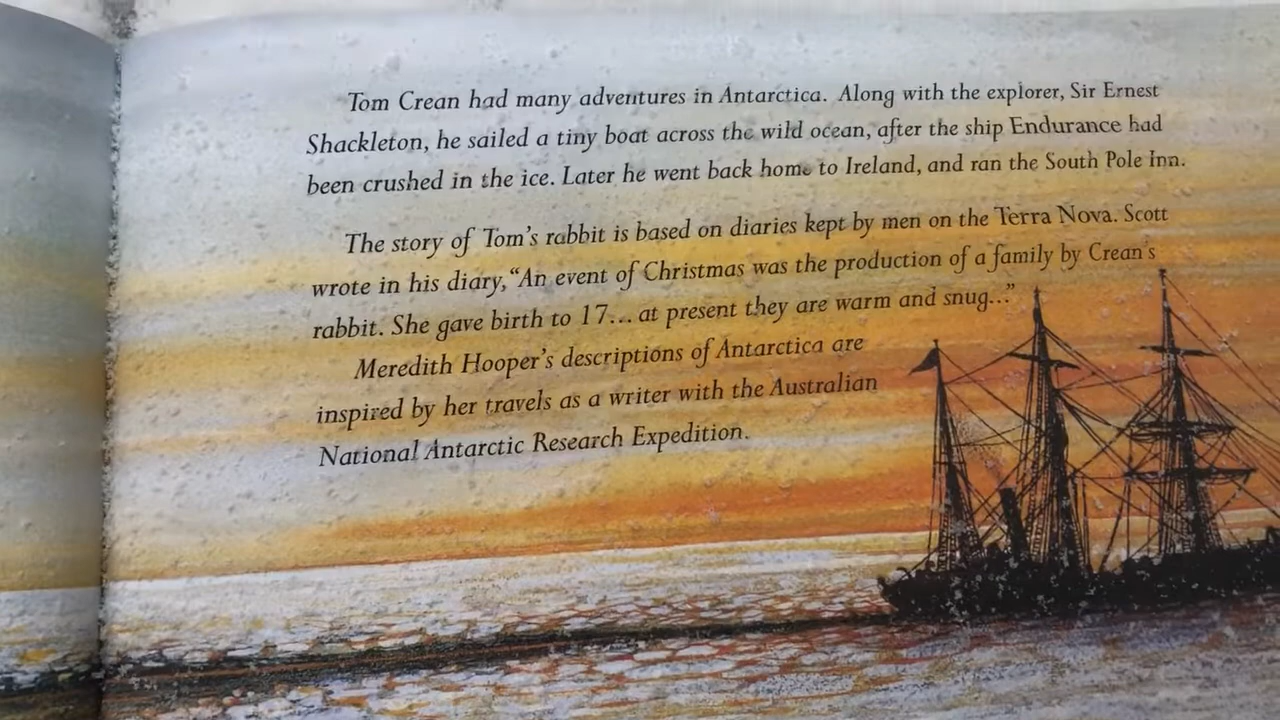 Tom Crean had many adventures in Antarctica. Along with the explorer, Sir Ernest
Shackleton, he sailed a tiny boat across the wild ocean, after the ship Endurance had
been crushed in the ice. Later he went back home to Ireland, and ran the South Pole Inn.
The story of Tom's rabbit is based on diaries kept by men on the Terra Nova. Scott
wrote in his diary, “An event of Christmas was the production of a family by Crean's
rabbit. She gave birth to 17... at present they are warm and snug...”
Meredith Hooper's descriptions of Antarctica are
inspired by her travels as a writer with the Australian
National Antarctic Research Expedition.